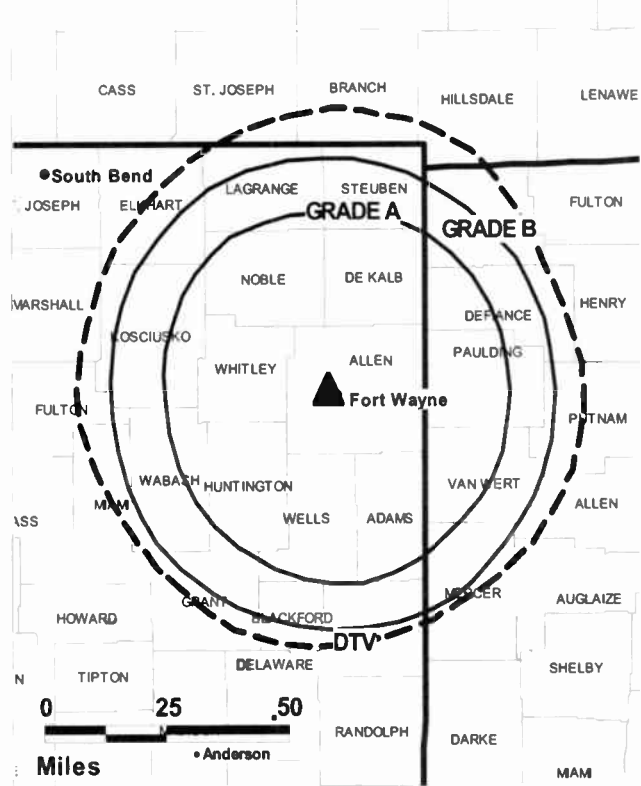 CASS
ST. JOSEPH
BRANCH
HILLSDALE
LENAWE
South Bend
JOSEPH
ELKHART
LAGRANGE
STEUBEN
FULTON
GRADE A
GRADE B
NOBLE
DE KALB
MARSHALL
HENRY
DEFIANCE
KOSCIUSKO
PAULDING
WHITLEY
ALLEN
Fort Wayne
FULTON
PUTNAM
WABASH
HUNTINGTON
VAN WERT
MIAMI
ALLEN
ASS
WELLS
ADAMS
GRANT
MERCER
AUGLAIZE
HOWARD
BLACKFORD
DTV
DELAWARE
SHELBY
N
TIPTON
0 25 50
RANDOLPH
DARKE
Anderson
Miles
MIAMI